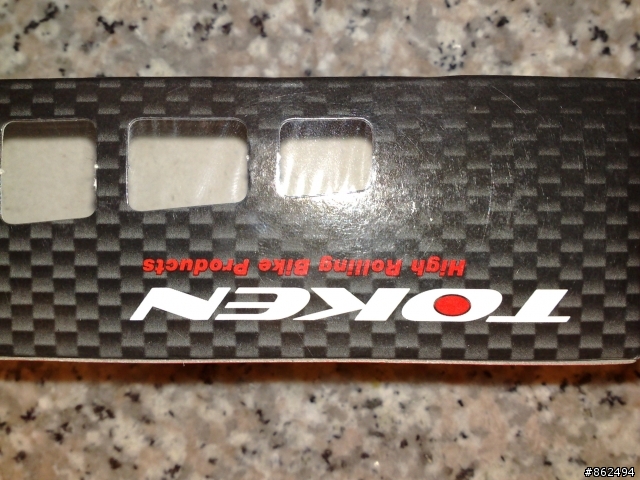 TOKEN
High Rolling Bike Products
#862494